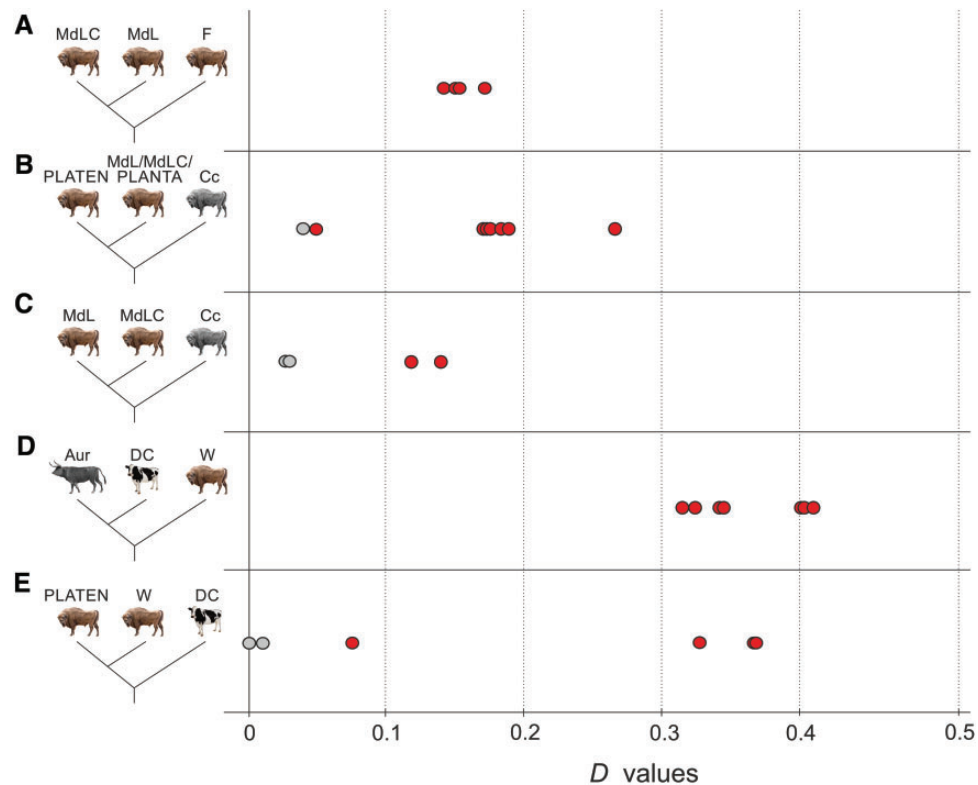 A
MdLC MdL F
B
MdL/MdLC/
PLATEN PLANTA Cc
C
MdL MdLC Cc
D
Aur DC W
E
PLATEN W DC
0 0.1 0.2 0.3 0.4 0.5
D values